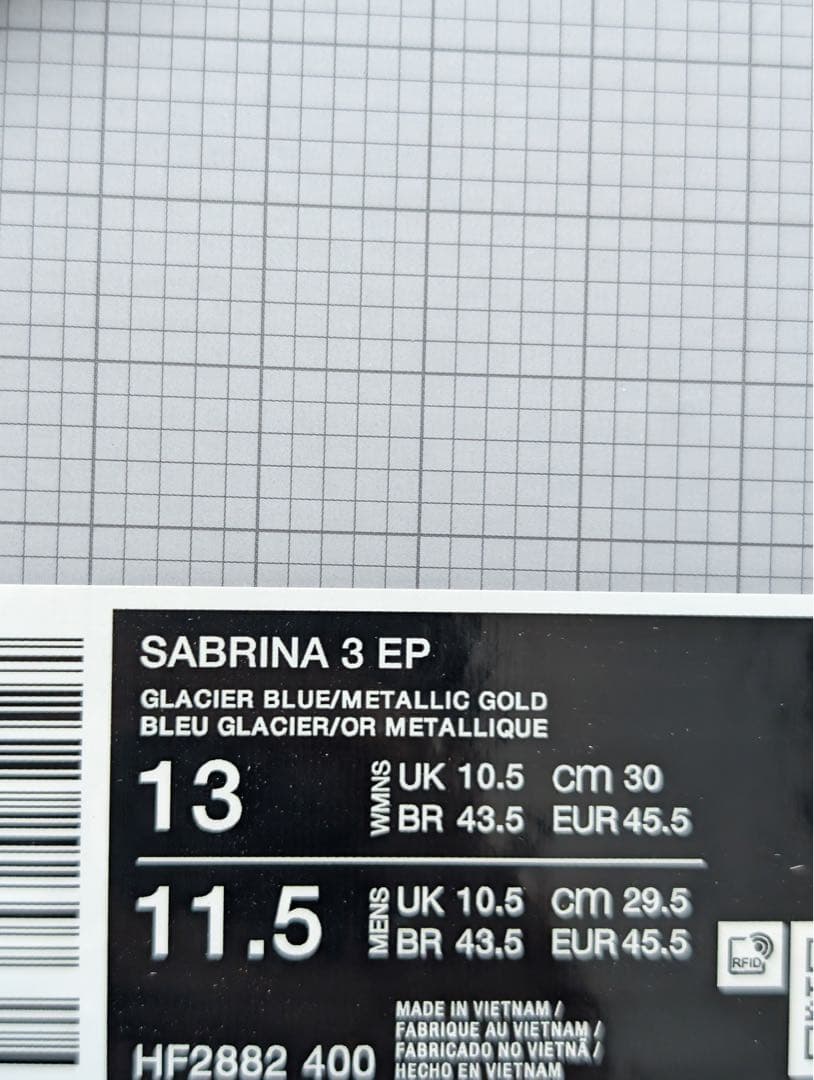 SABRINA 3 EP
GLACIER BLUE/METALLIC GOLD
BLEU GLACIER/OR METALLIQUE
13 WMNS UK 10.5 cm 30
BR 43.5 EUR 45.5
11.5 MENS UK 10.5 cm 29.5
BR 43.5 EUR 45.5
RFID
MADE IN VIETNAM /
FABRIQUE AU VIETNAM /
FABRICADO NO VIETNÃ /
HECHO EN VIETNAM
HF2882 400